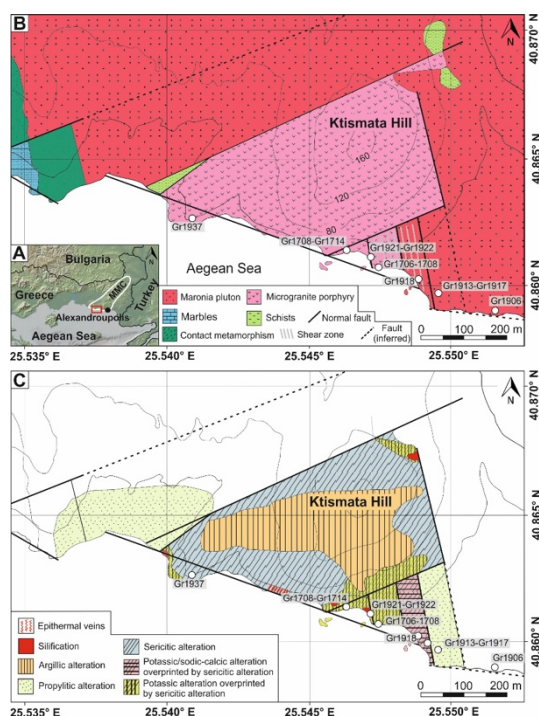 B
N
40.870°
Ktismata Hill
40.865°
160
120
80
Gr1937
Gr1708-Gr1714
Gr1921-Gr1922
Gr1706-1708
Gr1918
Gr1913-Gr1917
Gr1906
40.860°
Aegean Sea
A
N
Bulgaria
Greece
MMC
Turkey
Alexandroupolis
Aegean Sea
Maronia pluton
Microgranite porphyry
Marbles
Schists
Normal fault
Contact metamorphism
Shear zone
Fault
(inferred)
0 100 200 m
25.535° 25.540° 25.545° 25.550°
C
N
40.870°
Ktismata Hill
40.865°
Gr1937
Gr1708-Gr1714
Gr1921-Gr1922
Gr1706-1708
Gr1918
Gr1913-Gr1917
Gr1906
40.860°
Epithermal veins
Silification
Sericitic alteration
Argillic alteration
Potassic/sodic-calcic alteration
overprinted by sericitic alteration
Propylitic alteration
Potassic alteration overprinted
by sericitic alteration
0 100 200 m
25.535° 25.540° 25.545° 25.550°